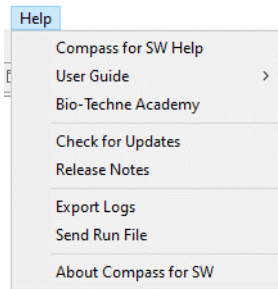 Help
Compass for SW Help
User Guide
Bio-Techne Academy
Check for Updates
Release Notes
Export Logs
Send Run File
About Compass for SW